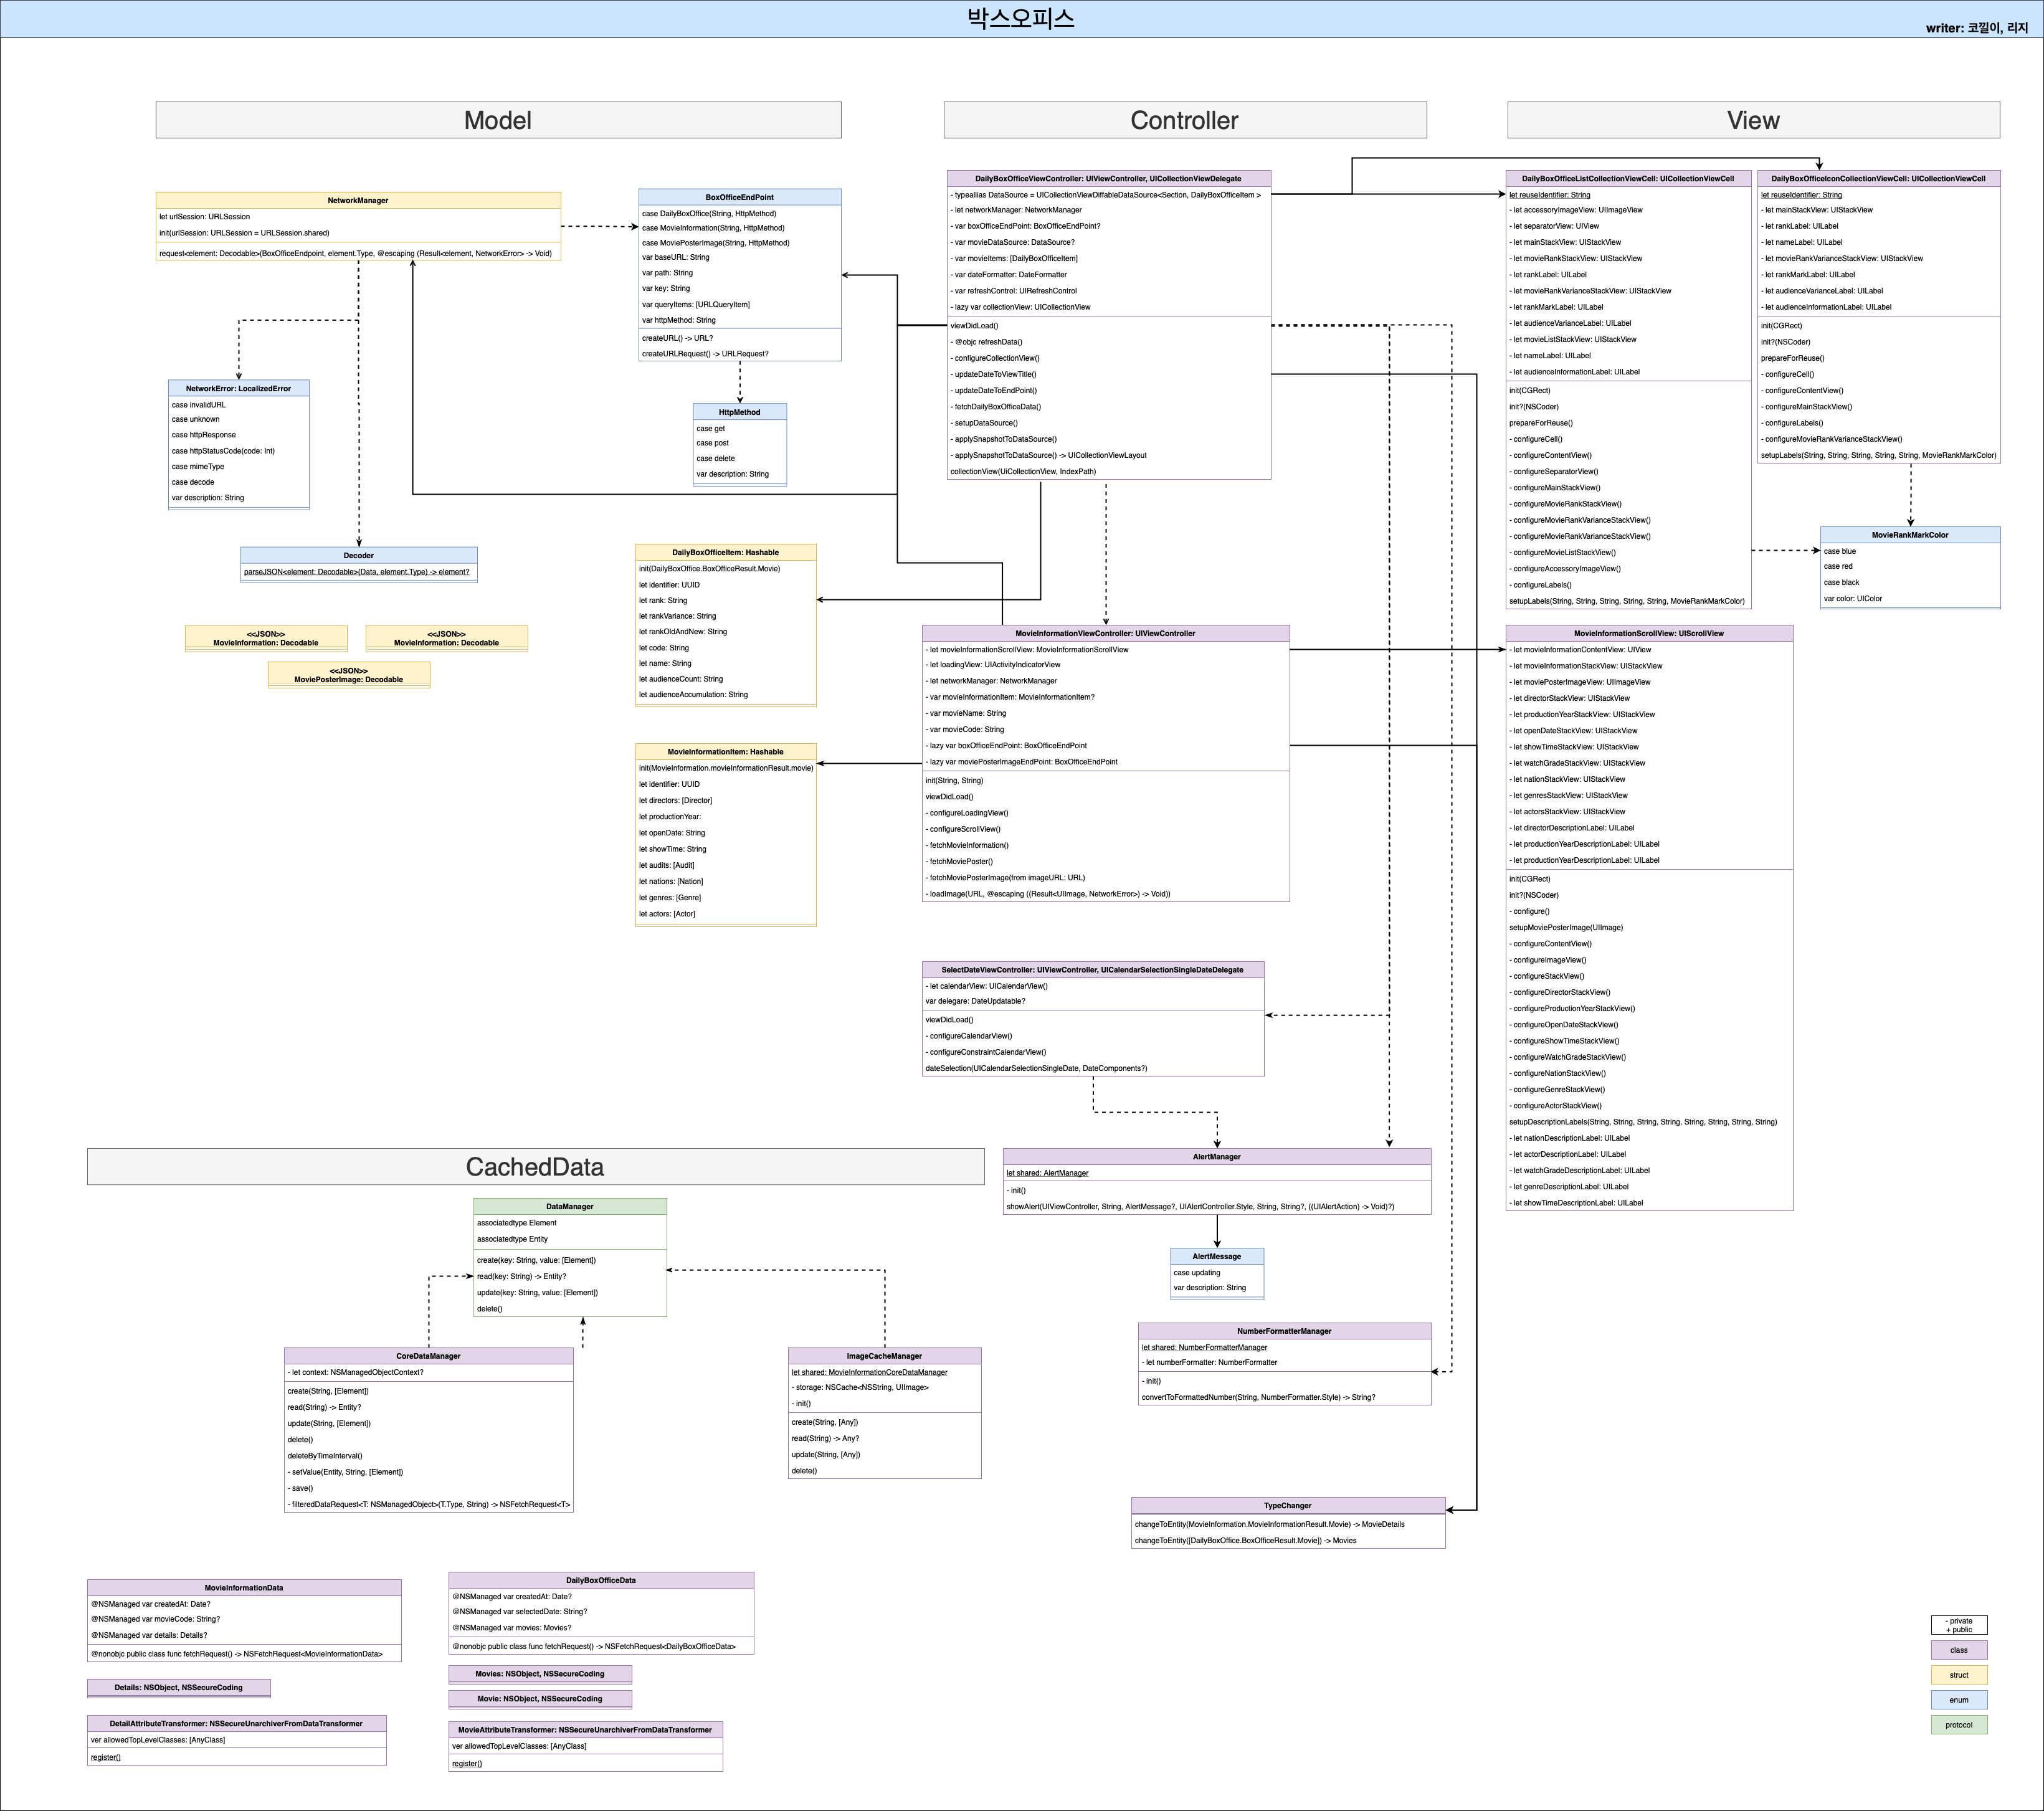 박스오피스
writer: 코낄이, 리지
Model
Controller
View
NetworkManager
let urlSession: URLSession
init(urlSession: URLSession = URLSession.shared)
request<element: Decodable>(BoxOfficeEndpoint, element.Type, @escaping (Result<element, NetworkError> -> Void)
BoxOfficeEndPoint
case DailyBoxOffice(String, HttpMethod)
case MovieInformation(String, HttpMethod)
case MoviePosterImage(String, HttpMethod)
var baseURL: String
var path: String
var key: String
var queryItems: [URLQueryItem]
var httpMethod: String
createURL() -> URL?
createURLRequest() -> URLRequest?
NetworkError: LocalizedError
case invalidURL
case unknown
case httpResponse
case httpStatusCode(code: Int)
case mimeType
case decode
var description: String
HttpMethod
case get
case post
case delete
var description: String
Decoder
parseJSON<element: Decodable>(Data, element.Type) -> element?
<<JSON>>
MovieInformation: Decodable
<<JSON>>
MovieInformation: Decodable
<<JSON>>
MoviePosterImage: Decodable
DailyBoxOfficeItem: Hashable
init(DailyBoxOffice.BoxOfficeResult.Movie)
let identifier: UUID
let rank: String
let rankVariance: String
let rankOldAndNew: String
let code: String
let name: String
let audienceCount: String
let audienceAccumulation: String
MovieInformationItem: Hashable
init(MovieInformation.movieInformationResult.movie)
let identifier: UUID
let directors: [Director]
let productionYear:
let openDate: String
let showTime: String
let audits: [Audit]
let nations: [Nation]
let genres: [Genre]
let actors: [Actor]
DailyBoxOfficeViewController: UIViewController, UICollectionViewDelegate
- typeallias DataSource = UICollectionViewDiffableDataSource<Section, DailyBoxOfficeItem >
- let networkManager: NetworkManager
- var boxOfficeEndPoint: BoxOfficeEndPoint?
- var movieDataSource: DataSource?
- var movieItems: [DailyBoxOfficeItem]
- var dateFormatter: DateFormatter
- var refreshControl: UIRefreshControl
- lazy var collectionView: UICollectionView
viewDidLoad()
- @objc refreshData()
- configureCollectionView()
- updateDateToViewTitle()
- updateDateToEndPoint()
- fetchDailyBoxOfficeData()
- setupDataSource()
- applySnapshotToDataSource()
- applySnapshotToDataSource() -> UICollectionViewLayout
collectionView(UiCollectionView, IndexPath)
MovieInformationViewController: UIViewController
- let movieInformationScrollView: MovieInformationScrollView
- let loadingView: UIActivityIndicatorView
- let networkManager: NetworkManager
- var movieInformationItem: MovieInformationItem?
- var movieName: String
- var movieCode: String
- lazy var boxOfficeEndPoint: BoxOfficeEndPoint
- lazy var moviePosterImageEndPoint: BoxOfficeEndPoint
init(String, String)
viewDidLoad()
- configureLoadingView()
- configureScrollView()
- fetchMovieInformation()
- fetchMoviePoster()
- fetchMoviePosterImage(from imageURL: URL)
- loadImage(URL, @escaping ((Result<UIImage, NetworkError>) -> Void))
SelectDateViewController: UIViewController, UICalendarSelectionSingleDateDelegate
- let calendarView: UICalendarView()
var delegare: DateUpdatable?
viewDidLoad()
- configureCalendarView()
- configureConstraintCalendarView()
dateSelection(UICalendarSelectionSingleDate, DateComponents?)
AlertManager
let shared: AlertManager
- init()
showAlert(UIViewController, String, AlertMessage?, UIAlertController.Style, String, String?, ((UIAlertAction) -> Void)?)
AlertMessage
case updating
var description: String
NumberFormatterManager
let shared: NumberFormatterManager
- let numberFormatter: NumberFormatter
- init()
convertToFormattedNumber(String, NumberFormatter.Style) -> String?
TypeChanger
changeToEntity(MovieInformation.MovieInformationResult.Movie) -> MovieDetails
changeToEntity([DailyBoxOffice.BoxOfficeResult.Movie]) -> Movies
DailyBoxOfficeListCollectionViewCell: UICollectionViewCell
let reuseIdentifier: String
- let accessoryImageView: UIImageView
- let separatorView: UIView
- let mainStackView: UIStackView
- let movieRankStackView: UIStackView
- let rankLabel: UILabel
- let movieRankVarianceStackView: UIStackView
- let rankMarkLabel: UILabel
- let audienceVarianceLabel: UILabel
- let movieListStackView: UIStackView
- let nameLabel: UILabel
- let audienceInformationLabel: UILabel
init(CGRect)
init?(NSCoder)
prepareForReuse()
- configureCell()
- configureContentView()
- configureSeparatorView()
- configureMainStackView()
- configureMovieRankStackView()
- configureMovieRankVarianceStackView()
- configureMovieRankVarianceStackView()
- configureMovieListStackView()
- configureAccessoryImageView()
- configureLabels()
setupLabels(String, String, String, String, String, MovieRankMarkColor)
DailyBoxOfficeIconCollectionViewCell: UICollectionViewCell
let reuseIdentifier: String
- let mainStackView: UIStackView
- let rankLabel: UILabel
- let nameLabel: UILabel
- let movieRankVarianceStackView: UIStackView
- let rankMarkLabel: UILabel
- let audienceVarianceLabel: UILabel
- let audienceInformationLabel: UILabel
init(CGRect)
init?(NSCoder)
prepareForReuse()
- configureCell()
- configureContentView()
- configureMainStackView()
- configureLabels()
- configureMovieRankVarianceStackView()
setupLabels(String, String, String, String, String, MovieRankMarkColor)
MovieRankMarkColor
case blue
case red
case black
var color: UIColor
MovieInformationScrollView: UIScrollView
- let movieInformationContentView: UIView
- let movieInformationStackView: UIStackView
- let moviePosterImageView: UIImageView
- let directorStackView: UIStackView
- let productionYearStackView: UIStackView
- let openDateStackView: UIStackView
- let showTimeStackView: UIStackView
- let watchGradeStackView: UIStackView
- let nationStackView: UIStackView
- let genresStackView: UIStackView
- let actorsStackView: UIStackView
- let directorDescriptionLabel: UILabel
- let productionYearDescriptionLabel: UILabel
- let productionYearDescriptionLabel: UILabel
init(CGRect)
init?(NSCoder)
- configure()
setupMoviePosterImage(UIImage)
- configureContentView()
- configureImageView()
- configureStackView()
- configureDirectorStackView()
- configureProductionYearStackView()
- configureOpenDateStackView()
- configureShowTimeStackView()
- configureWatchGradeStackView()
- configureNationStackView()
- configureGenreStackView()
- configureActorStackView()
setupDescriptionLabels(String, String, String, String, String, String, String, String)
- let nationDescriptionLabel: UILabel
- let actorDescriptionLabel: UILabel
- let watchGradeDescriptionLabel: UILabel
- let genreDescriptionLabel: UILabel
- let showTimeDescriptionLabel: UILabel
CachedData
DataManager
associatedtype Element
associatedtype Entity
create(key: String, value: [Element])
read(key: String) -> Entity?
update(key: String, value: [Element])
delete()
CoreDataManager
- let context: NSManagedObjectContext?
create(String, [Element])
read(String) -> Entity?
update(String, [Element])
delete()
deleteByTimeInterval()
- setValue(Entity, String, [Element])
- save()
- filteredDataRequest<T: NSManagedObject>(T.Type, String) -> NSFetchRequest<T>
ImageCacheManager
let shared: MovieInformationCoreDataManager
- storage: NSCache<NSString, UIImage>
- init()
create(String, [Any])
read(String) -> Any?
update(String, [Any])
delete()
MovieInformationData
@NSManaged var createdAt: Date?
@NSManaged var movieCode: String?
@NSManaged var details: Details?
@nonobjc public class func fetchRequest() -> NSFetchRequest<MovieInformationData>
Details: NSObject, NSSecureCoding
DetailAttributeTransformer: NSSecureUnarchiverFromDataTransformer
ver allowedTopLevelClasses: [AnyClass]
register()
DailyBoxOfficeData
@NSManaged var createdAt: Date?
@NSManaged var selectedDate: String?
@NSManaged var movies: Movies?
@nonobjc public class func fetchRequest() -> NSFetchRequest<DailyBoxOfficeData>
Movies: NSObject, NSSecureCoding
Movie: NSObject, NSSecureCoding
MovieAttributeTransformer: NSSecureUnarchiverFromDataTransformer
ver allowedTopLevelClasses: [AnyClass]
register()
- private
+ public
class
struct
enum
protocol